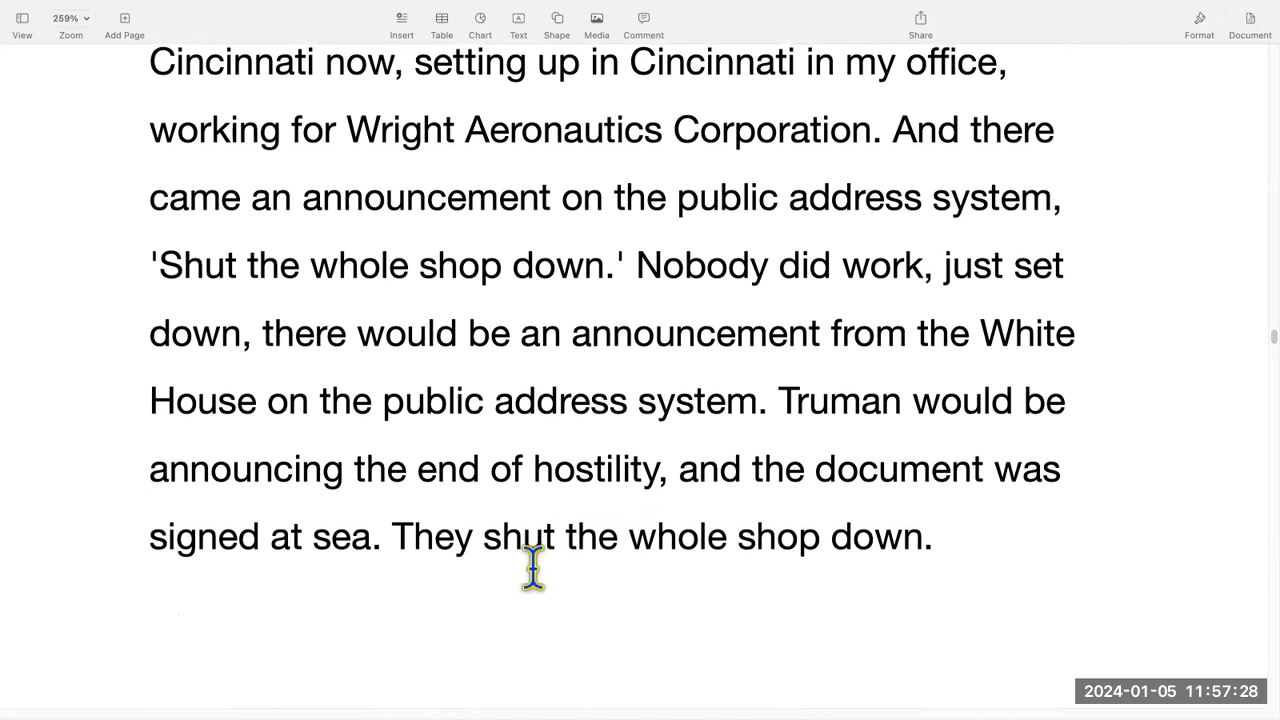 259%
View
Zoom
Add Page
Insert
Table
Chart
Text
Shape
Media
Comment
Share
Format
Document
Cincinnati now, setting up in Cincinnati in my office,
working for Wright Aeronautics Corporation. And there
came an announcement on the public address system,
'Shut the whole shop down.' Nobody did work, just set
down, there would be an announcement from the White
House on the public address system. Truman would be
announcing the end of hostility, and the document was
signed at sea. They shut the whole shop down.
2024-01-05 11:57:28